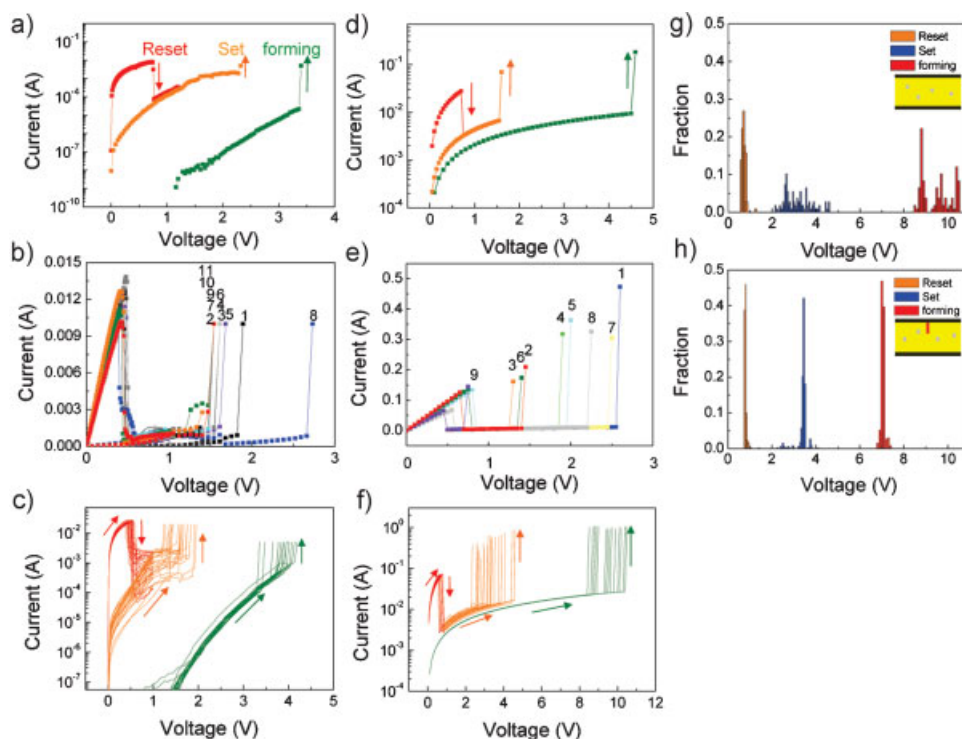 a)
Current (A)
10^-1
10^-4
10^-7
10^-10
Reset
Set
forming
0 1 2 3 4
Voltage (V)
d)
Current (A)
10^-1
10^-2
10^-3
10^-4
0 1 2 3 4 5
Voltage (V)
g)
Fraction
0.5
0.4
0.3
0.2
0.1
0.0
Reset
Set
forming
0 2 4 6 8 10
Voltage (V)
b)
Current (A)
0.015
0.012
0.009
0.006
0.003
0.000
11
10
96
74
235
1
8
0 1 2 3
Voltage (V)
e)
Current (A)
0.5
0.4
0.3
0.2
0.1
0.0
9
3
6
2
4
5
8
7
1
0 1 2 3
Voltage (V)
h)
Fraction
0.5
0.4
0.3
0.2
0.1
0.0
Reset
Set
forming
0 2 4 6 8 10
Voltage (V)
c)
Current (A)
10^-2
10^-3
10^-4
10^-5
10^-6
10^-7
0 1 2 3 4 5
Voltage (V)
f)
Current (A)
10^0
10^-1
10^-2
10^-3
10^-4
0 2 4 6 8 10 12
Voltage (V)